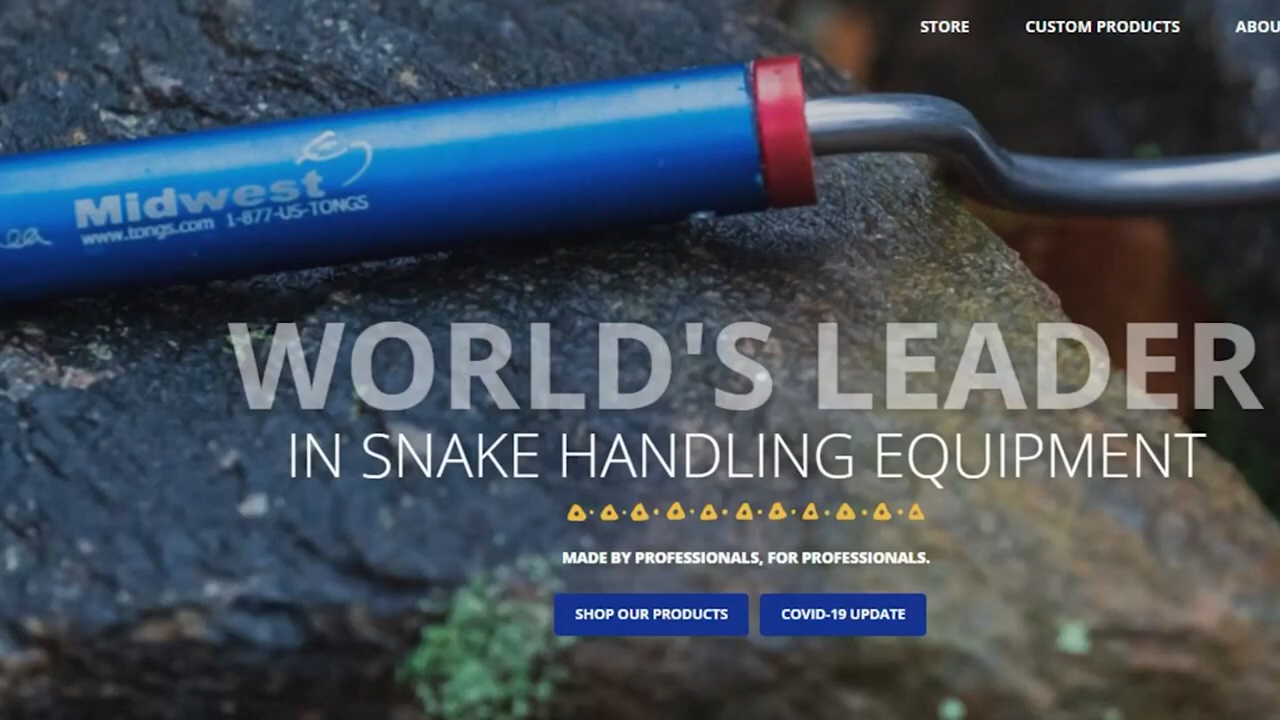 STORE CUSTOM PRODUCTS
Midwest
www.tongs.com 1-877-US-TONGS
WORLD'S LEADER
IN SNAKE HANDLING EQUIPMENT
MADE BY PROFESSIONALS, FOR PROFESSIONALS.
SHOP OUR PRODUCTS COVID-19 UPDATE